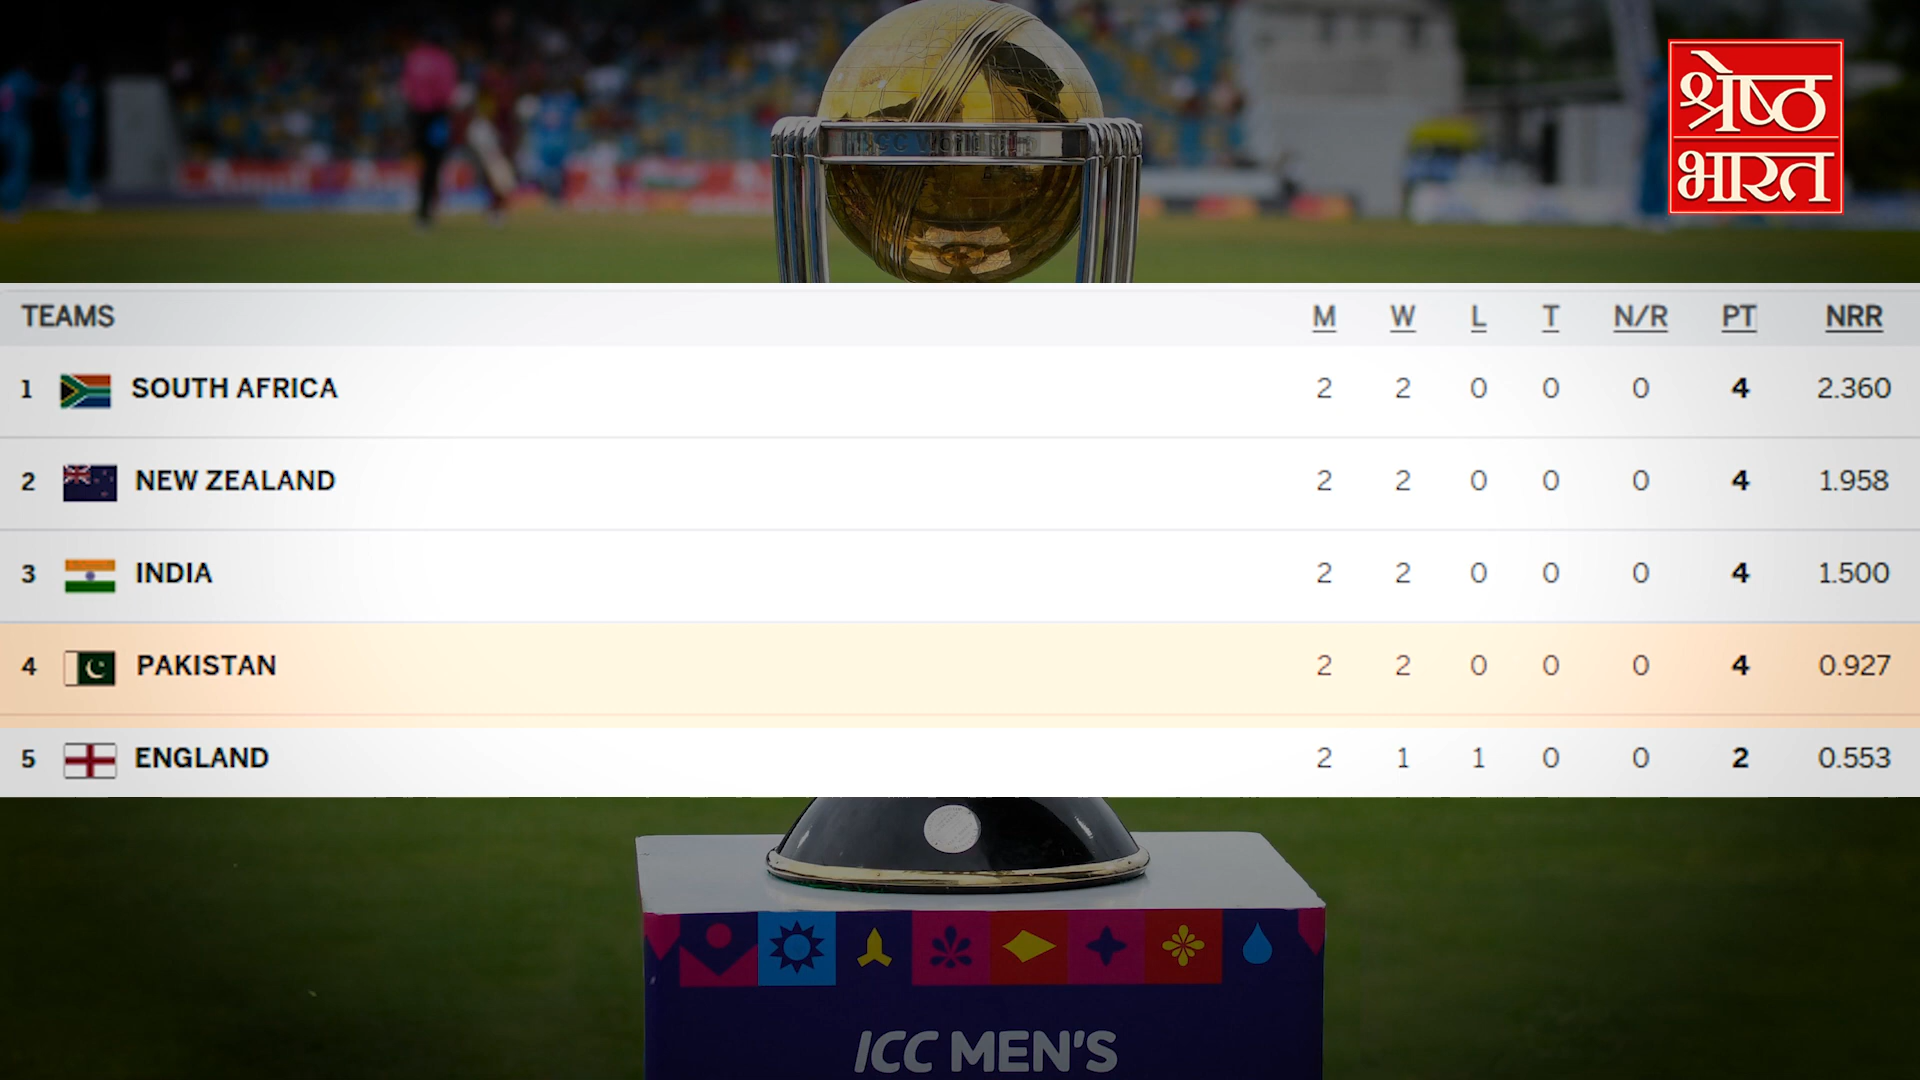 श्रेष्ठ
भारत
ICC World Cup
TEAMS M W L T N/R PT NRR
1 SOUTH AFRICA 2 2 0 0 0 4 2.360
2 NEW ZEALAND 2 2 0 0 0 4 1.958
3 INDIA 2 2 0 0 0 4 1.500
4 PAKISTAN 2 2 0 0 0 4 0.927
5 ENGLAND 2 1 1 0 0 2 0.553
ICC MEN'S